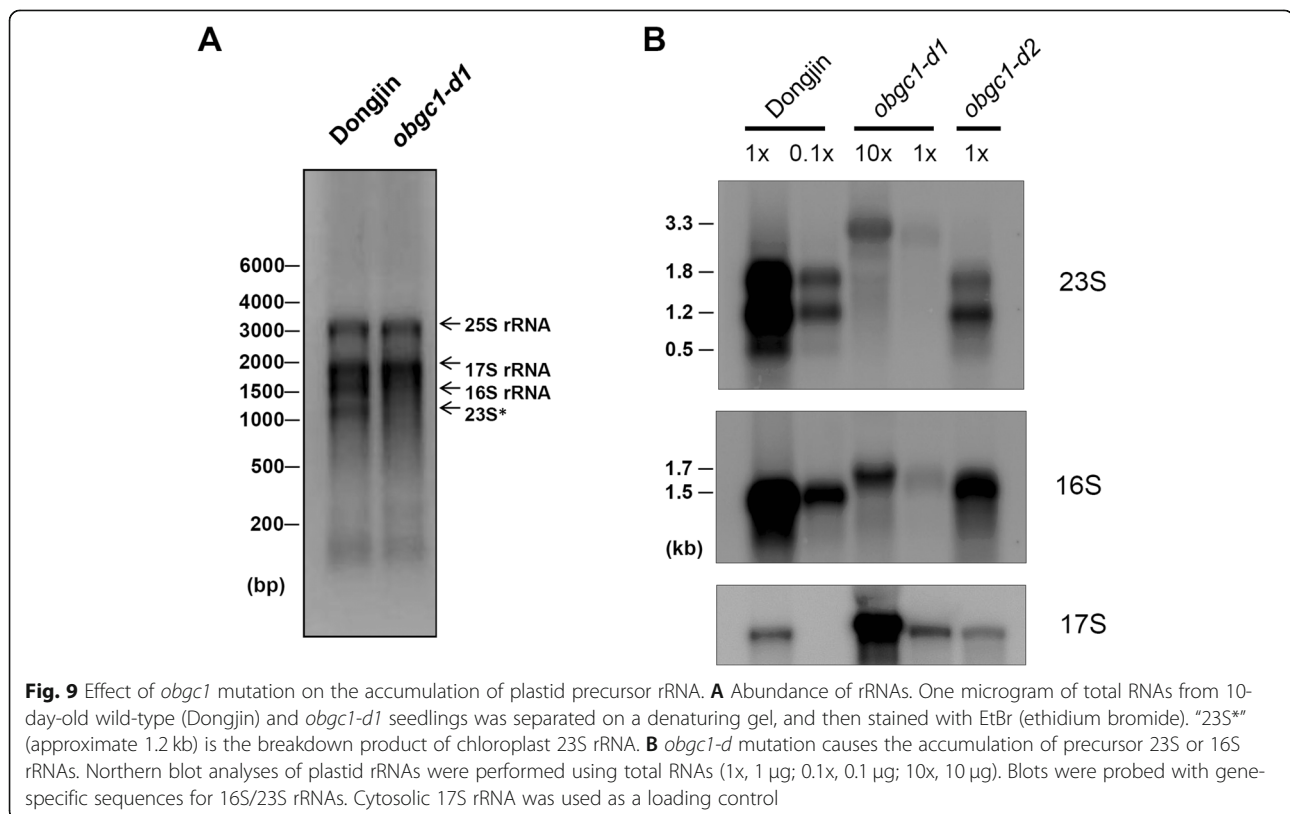 A
Dongjin
obgc1-d1
6000
4000
3000
2000
1500
1000
500
200
(bp)
25S rRNA
17S rRNA
16S rRNA
23S*
B
Dongjin
obgc1-d1
obgc1-d2
1x 0.1x 10x 1x 1x
3.3
1.8
1.2
0.5
23S
1.7
1.5
(kb)
16S
17S
Fig. 9 Effect of obgc1 mutation on the accumulation of plastid precursor rRNA. A Abundance of rRNAs. One microgram of total RNAs from 10-
day-old wild-type (Dongjin) and obgc1-d1 seedlings was separated on a denaturing gel, and then stained with EtBr (ethidium bromide). “23S*”
(approximate 1.2 kb) is the breakdown product of chloroplast 23S rRNA. B obgc1-d mutation causes the accumulation of precursor 23S or 16S
rRNAs. Northern blot analyses of plastid rRNAs were performed using total RNAs (1x, 1 μg; 0.1x, 0.1 μg; 10x, 10 μg). Blots were probed with gene-
specific sequences for 16S/23S rRNAs. Cytosolic 17S rRNA was used as a loading control